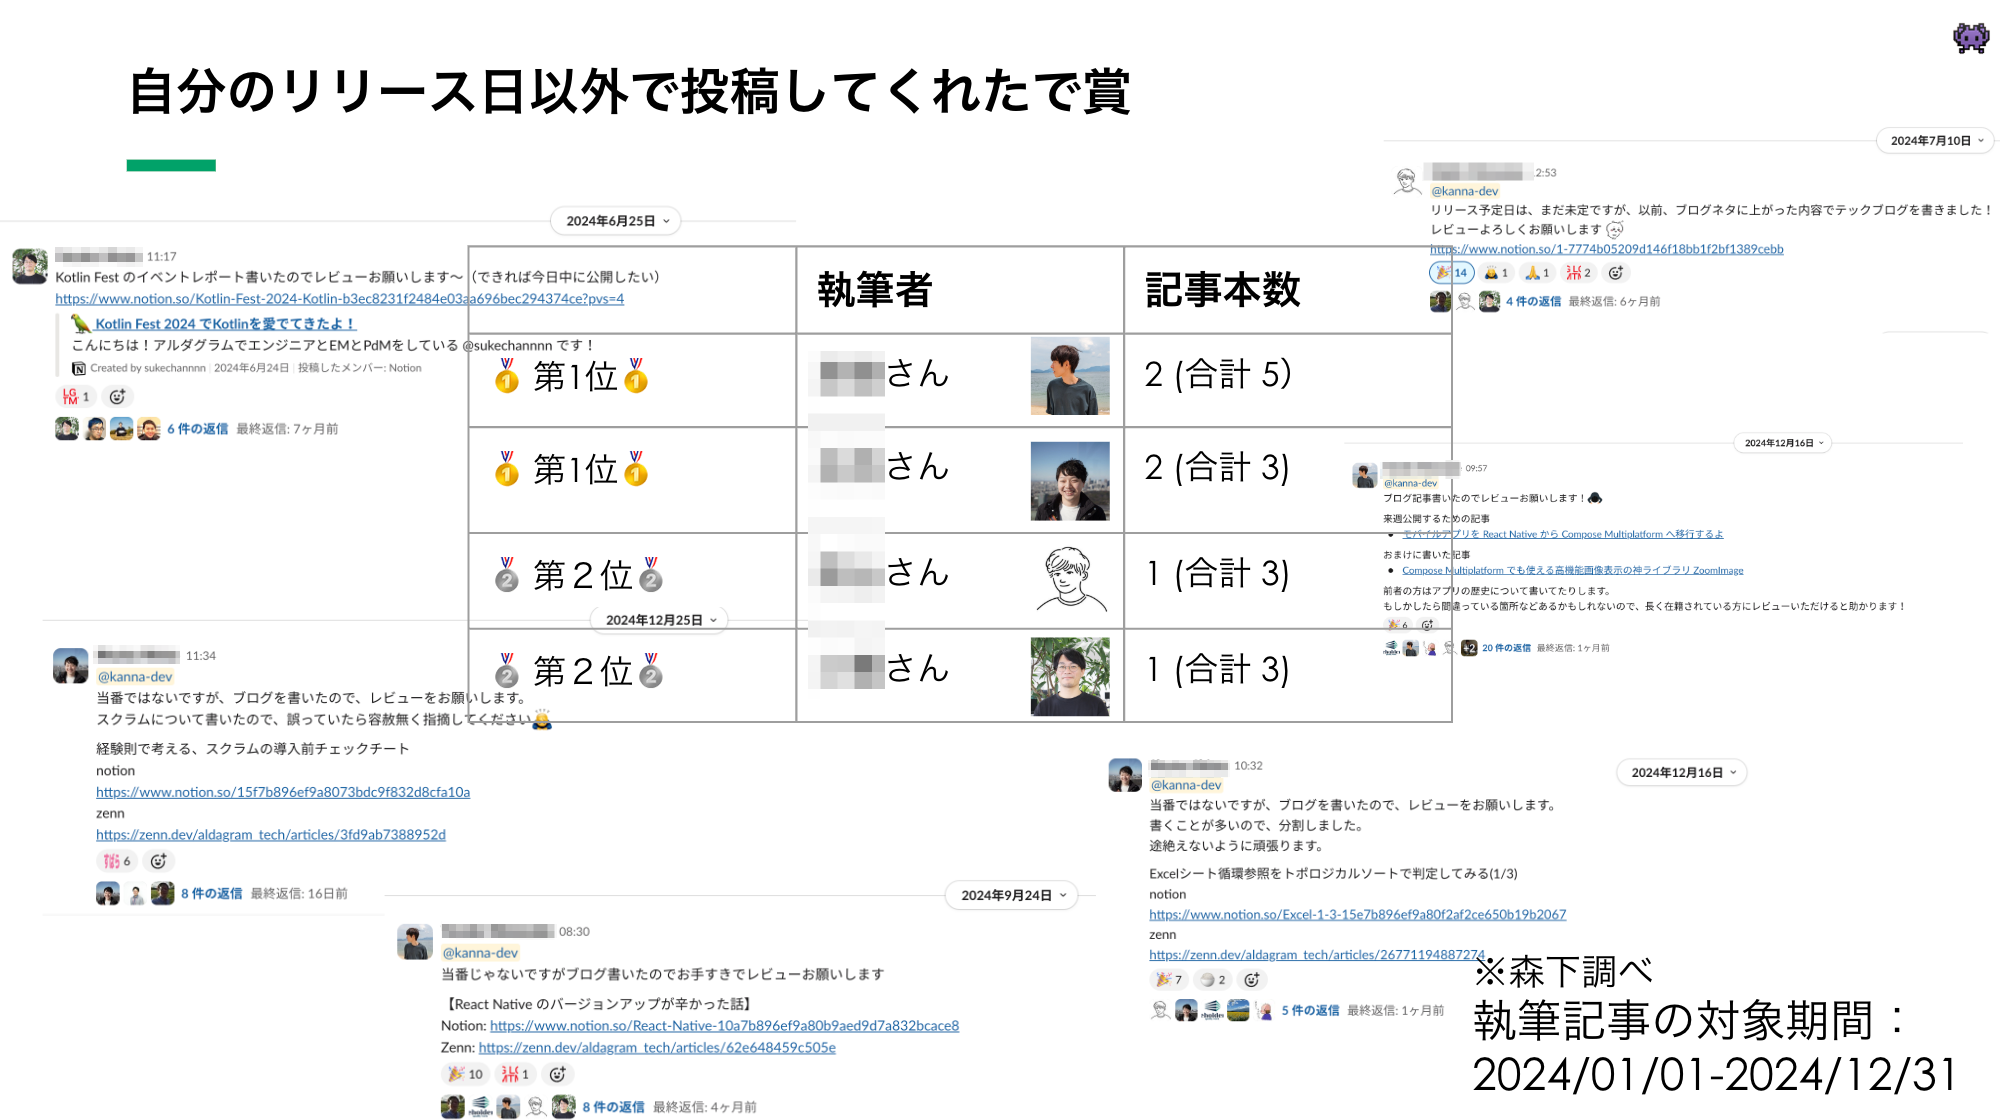 自分のリリース日以外で投稿してくれたで賞
2024年7月10日
2:53
@kanna-dev
リリース予定日は、まだ未定ですが、以前、ブログネタに上がった内容でテックブログを書きました！
レビューよろしくお願いします
https://www.notion.so/1-7774b05209d146f18bb1f2bf1389cebb
14 1 1 2
4 件の返信 最終返信: 6ヶ月前
2024年6月25日
11:17
Kotlin Fest のイベントレポート書いたのでレビューお願いします〜（できれば今日中に公開したい）
https://www.notion.so/Kotlin-Fest-2024-Kotlin-b3ec8231f2484e03aa696bec294374ce?pvs=4
Kotlin Fest 2024 でKotlinを愛でてきたよ！
こんにちは！アルダグラムでエンジニアとEMとPdMをしている @sukechannnn です！
Created by sukechannnn 2024年6月24日 投稿したメンバー: Notion
LGTM 1
6 件の返信 最終返信: 7ヶ月前
執筆者 記事本数
第1位 さん 2 (合計 5)
第1位 さん 2 (合計 3)
第２位 さん 1 (合計 3)
第２位 さん 1 (合計 3)
2024年12月16日
09:57
@kanna-dev
ブログ記事書いたのでレビューお願いします！
来週公開するための記事
モバイルアプリを React Native から Compose Multiplatform へ移行するよ
おまけに書いた記事
Compose Multiplatform でも使える高機能画像表示の神ライブラリ ZoomImage
前者の方はアプリの歴史について書いてたりします。
もしかしたら間違っている箇所などあるかもしれないので、長く在籍されている方にレビューいただけると助かります！
6
+2 20 件の返信 最終返信: 1ヶ月前
2024年12月25日
11:34
@kanna-dev
当番ではないですが、ブログを書いたので、レビューをお願いします。
スクラムについて書いたので、誤っていたら容赦無く指摘してください
経験則で考える、スクラムの導入前チェックチート
notion
https://www.notion.so/15f7b896ef9a8073bdc9f832d8cfa10a
zenn
https://zenn.dev/aldagram_tech/articles/3fd9ab7388952d
6
8 件の返信 最終返信: 16日前
2024年9月24日
08:30
@kanna-dev
当番じゃないですがブログ書いたのでお手すきでレビューお願いします
【React Native のバージョンアップが辛かった話】
Notion: https://www.notion.so/React-Native-10a7b896ef9a80b9aed9d7a832bcace8
Zenn: https://zenn.dev/aldagram_tech/articles/62e648459c505e
10 1
8 件の返信 最終返信: 4ヶ月前
2024年12月16日
10:32
@kanna-dev
当番ではないですが、ブログを書いたので、レビューをお願いします。
書くことが多いので、分割しました。
途絶えないように頑張ります。
Excelシート循環参照をトポロジカルソートで判定してみる(1/3)
notion
https://www.notion.so/Excel-1-3-15e7b896ef9a80f2af2ce650b19b2067
zenn
https://zenn.dev/aldagram_tech/articles/26771194887274
7 2
5 件の返信 最終返信: 1ヶ月前
※森下調べ
執筆記事の対象期間：
2024/01/01-2024/12/31